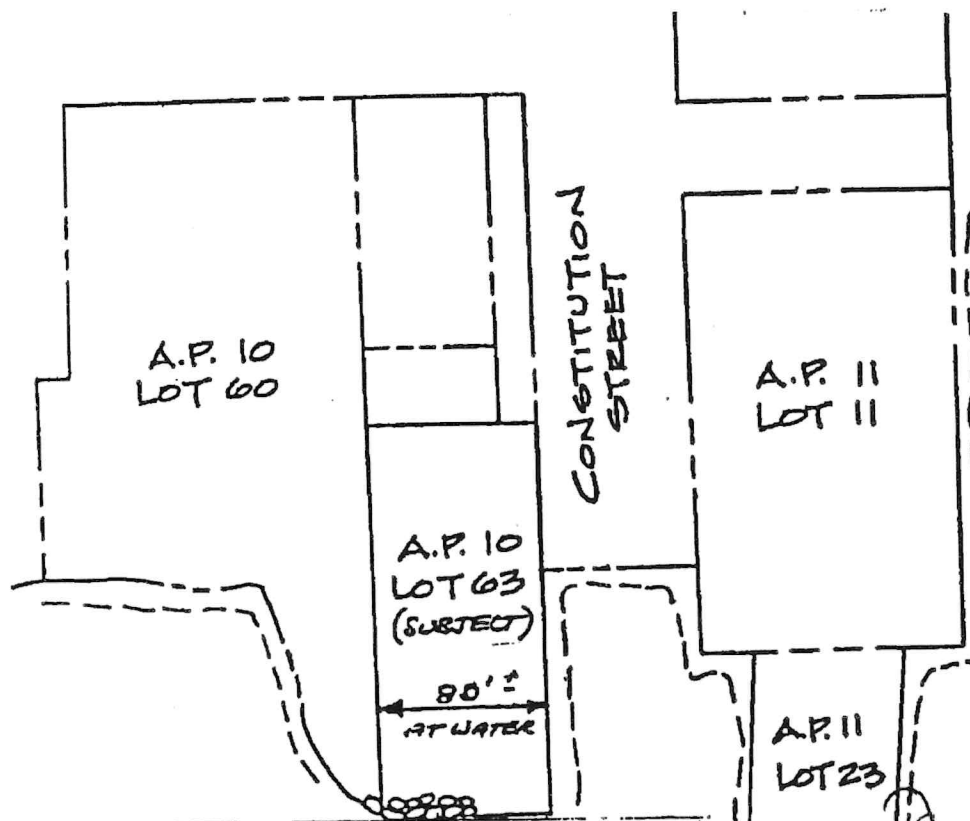 A.P. 10
LOT 60
CONSTITUTION
STREET
A.P. 11
LOT 11
A.P. 10
LOT 63
(SUBJECT)
80'±
AT WATER
A.P. 11
LOT 23